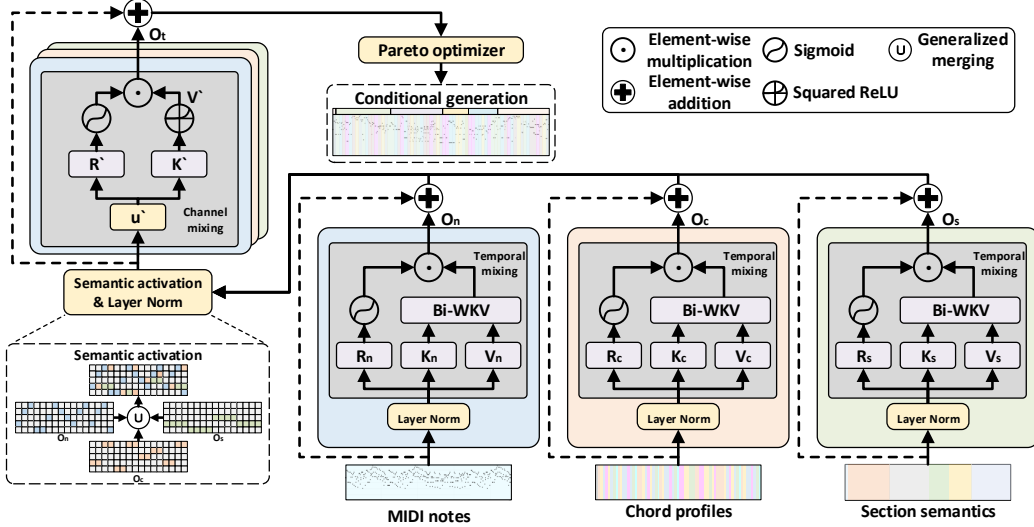 Oₜ
Pareto optimizer
Conditional generation
Element-wise
multiplication
Sigmoid
U
Generalized
merging
Element-wise
addition
Squared ReLU
V`
R`
K`
u`
Channel
mixing
Semantic activation
& Layer Norm
Semantic activation
Oₙ
U
Oₛ
O꜀
Oₙ
Temporal
mixing
Bi-WKV
Rₙ
Kₙ
Vₙ
Layer Norm
MIDI notes
O꜀
Temporal
mixing
Bi-WKV
R꜀
K꜀
V꜀
Layer Norm
Chord profiles
Oₛ
Temporal
mixing
Bi-WKV
Rₛ
Kₛ
Vₛ
Layer Norm
Section semantics